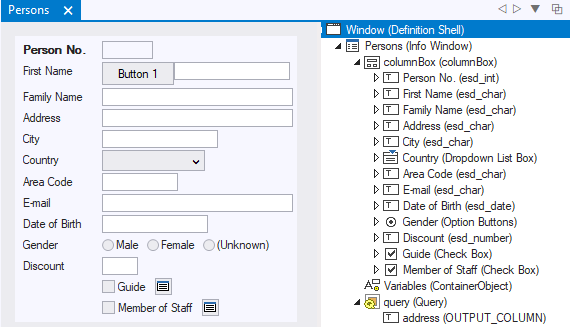 Persons
Person No.
First Name
Button 1
Family Name
Address
City
Country
Area Code
E-mail
Date of Birth
Gender
Male
Female
(Unknown)
Discount
Guide
Member of Staff
Window (Definition Shell)
Persons (Info Window)
columnBox (columnBox)
Person No. (esd_int)
First Name (esd_char)
Family Name (esd_char)
Address (esd_char)
City (esd_char)
Country (Dropdown List Box)
Area Code (esd_char)
E-mail (esd_char)
Date of Birth (esd_date)
Gender (Option Buttons)
Discount (esd_number)
Guide (Check Box)
Member of Staff (Check Box)
Variables (ContainerObject)
query (Query)
address (OUTPUT_COLUMN)